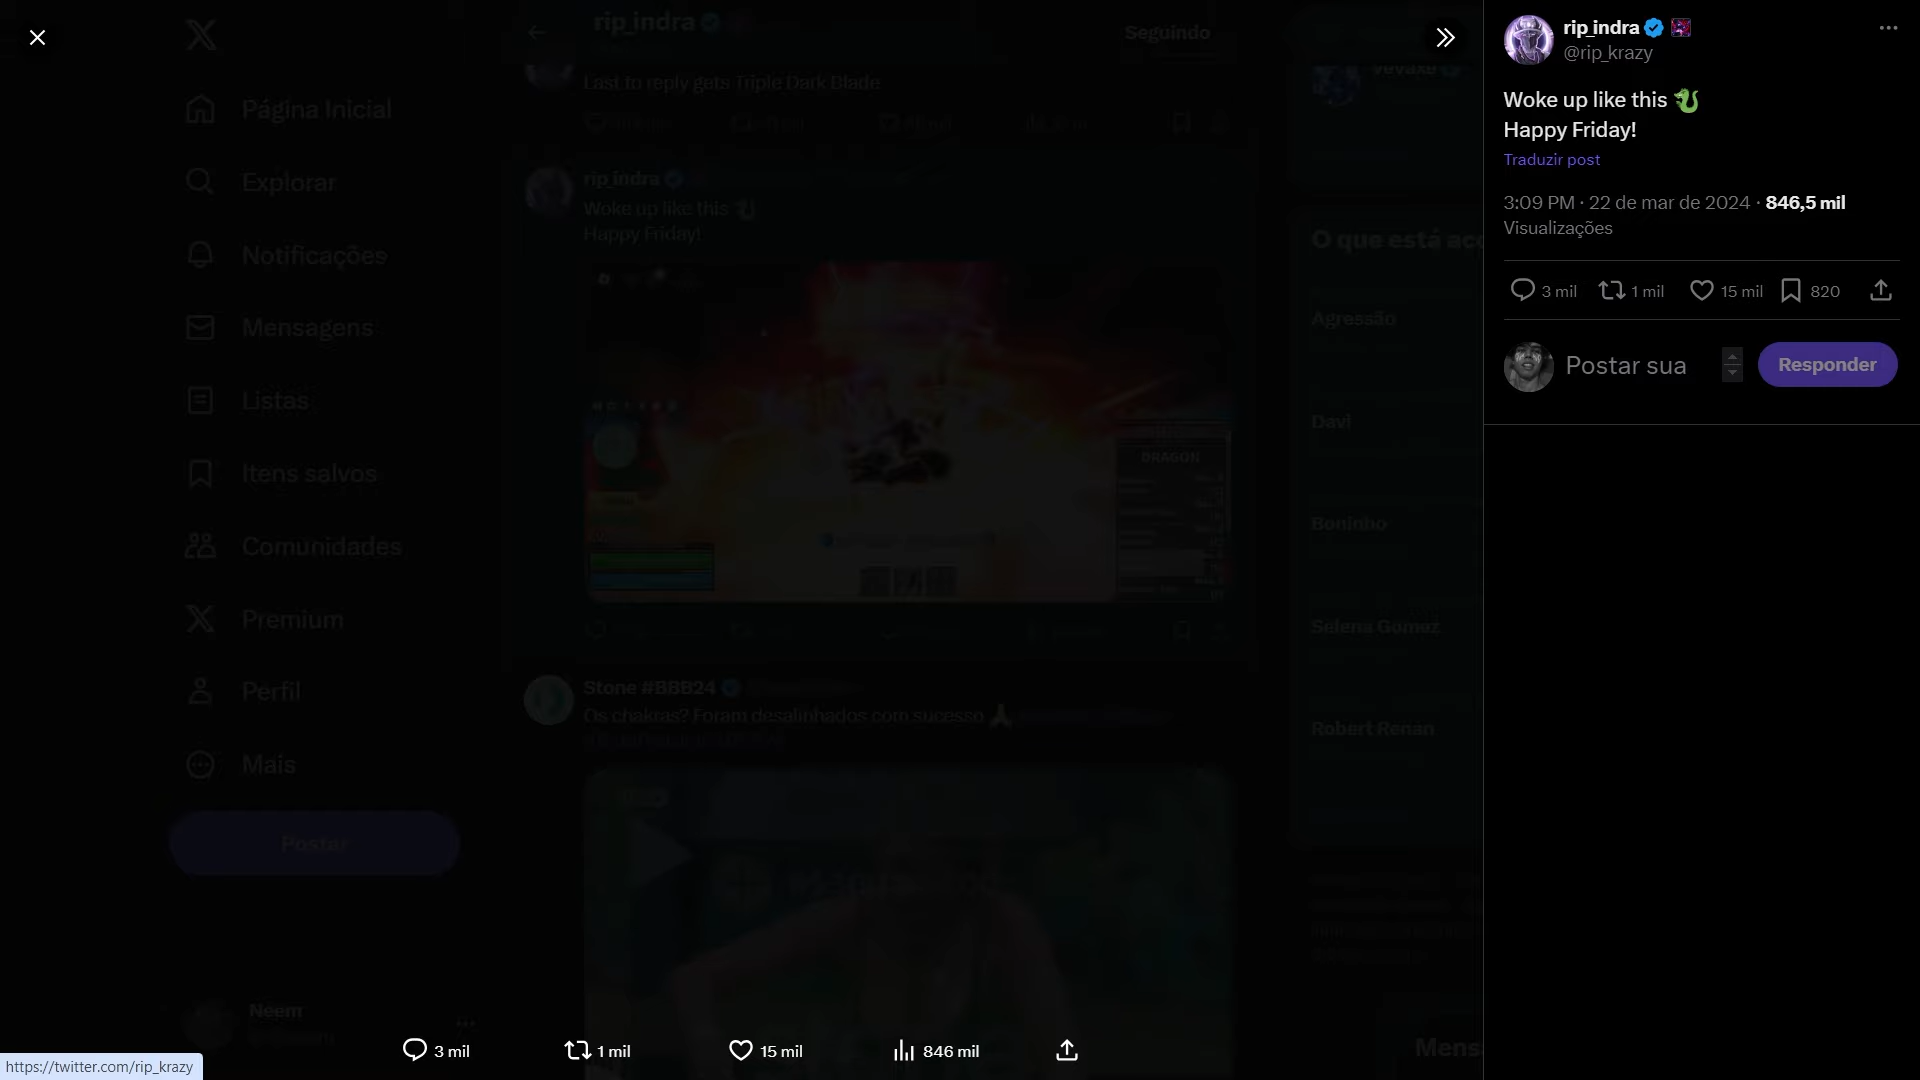 rip_indra
Seguindo
Last to reply gets Triple Dark Blade
Página Inicial
Explorar
Notificações
Mensagens
Listas
Itens salvos
Comunidades
Premium
Perfil
Mais
Postar
Neem
rip_indra
Woke up like this 🐉
Happy Friday!
DRAGON
Stone #BBB24
Os chakras? Foram desalinhados com sucesso
vevaxe
O que está
Agressão
Davi
Boninho
Selena Gomez
Robert Renan
Mens
3 mil
1 mil
15 mil
846 mil
https://twitter.com/rip_krazy
rip_indra
@rip_krazy
Woke up like this 🐉
Happy Friday!
Traduzir post
3:09 PM · 22 de mar de 2024 · 846,5 mil
Visualizações
3 mil 1 mil 15 mil 820
Postar sua
Responder